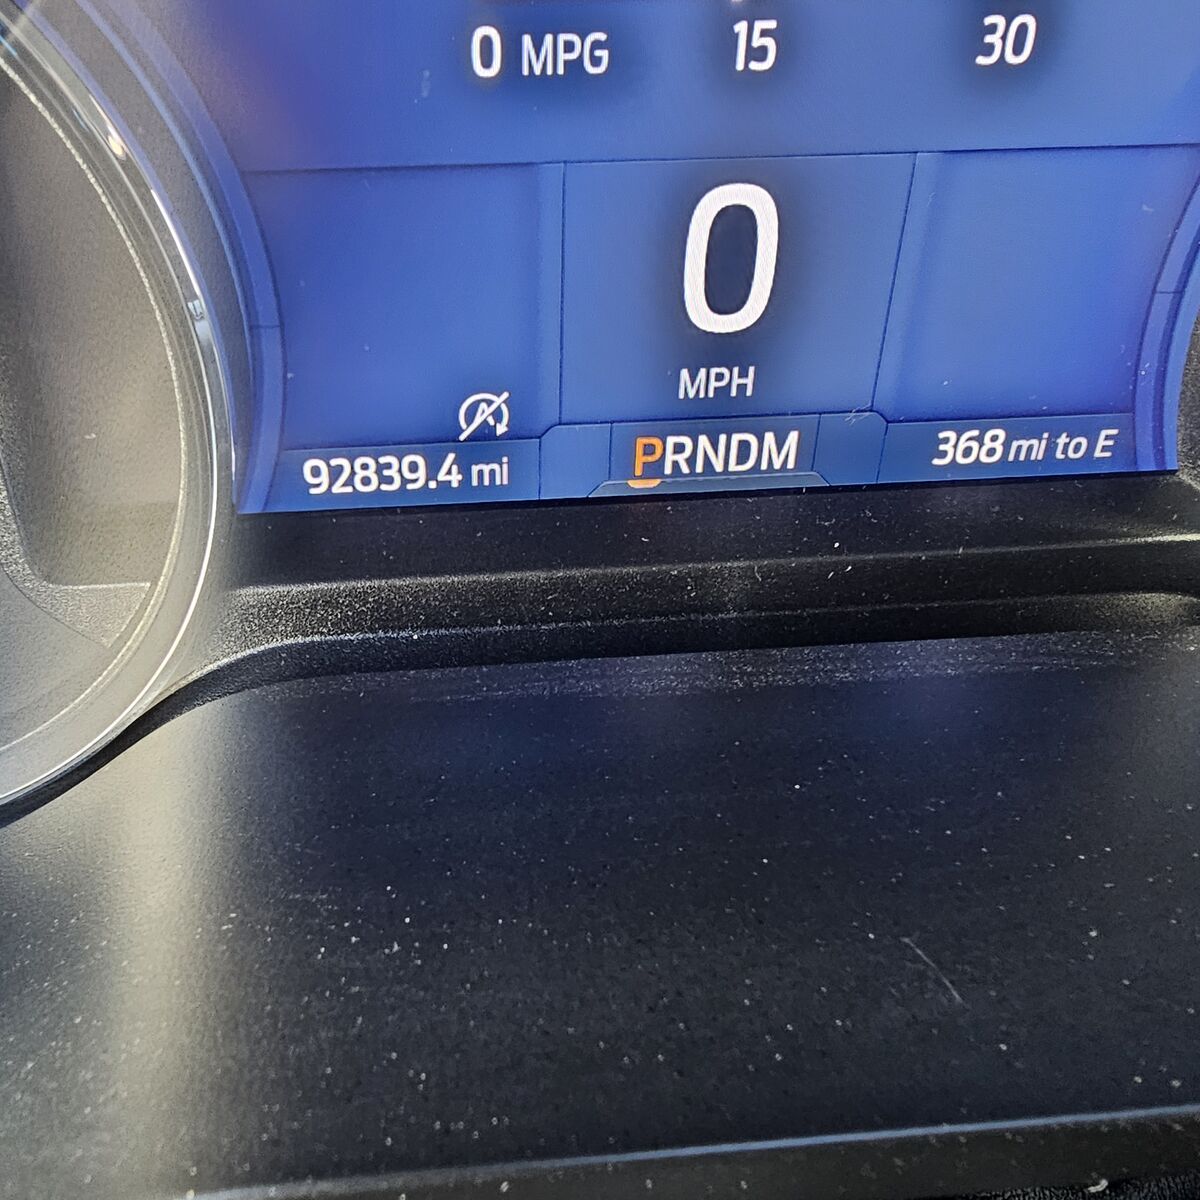 0 MPG 15 30
0
MPH
A
92839.4 mi PRNDM 368 mi to E